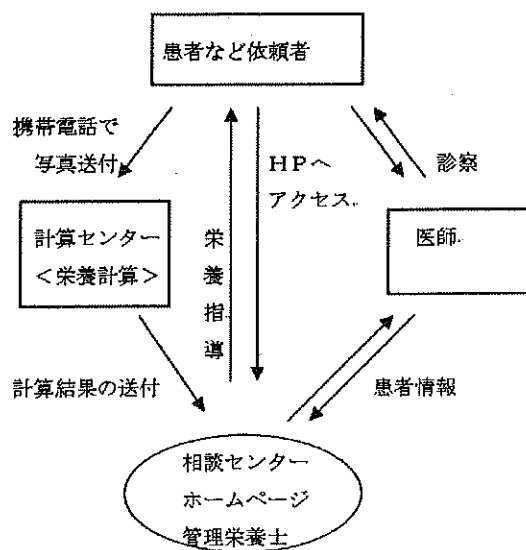 患者など依頼者
携帯電話で
写真送付
HPへ
アクセス.
診察
計算センター
＜栄養計算＞
栄養指導
医師.
計算結果の送付
患者情報
相談センター
ホームページ
管理栄養士